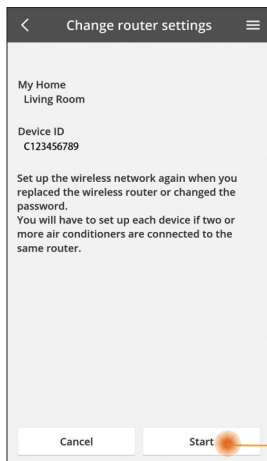 Change router settings
My Home
Living Room
Device ID
C123456789
Set up the wireless network again when you
replaced the wireless router or changed the
password.
You will have to set up each device if two or
more air conditioners are connected to the
same router.
Cancel Start